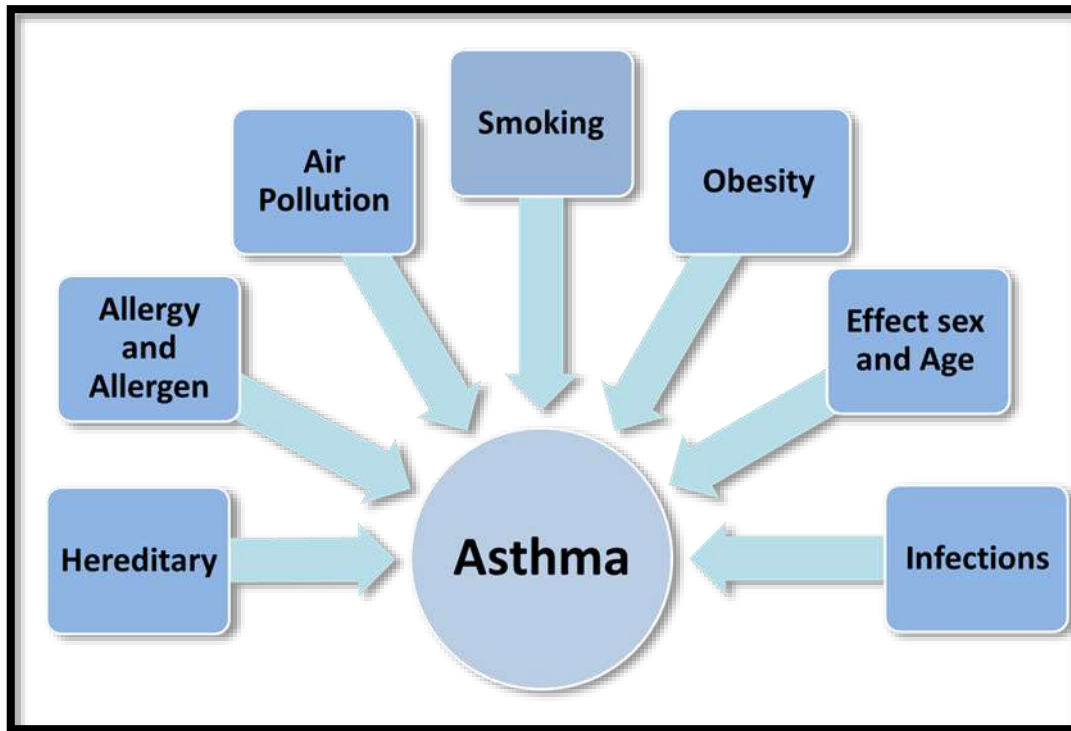 Smoking
Air
Pollution
Obesity
Allergy
and
Allergen
Effect sex
and Age
Hereditary
Asthma
Infections